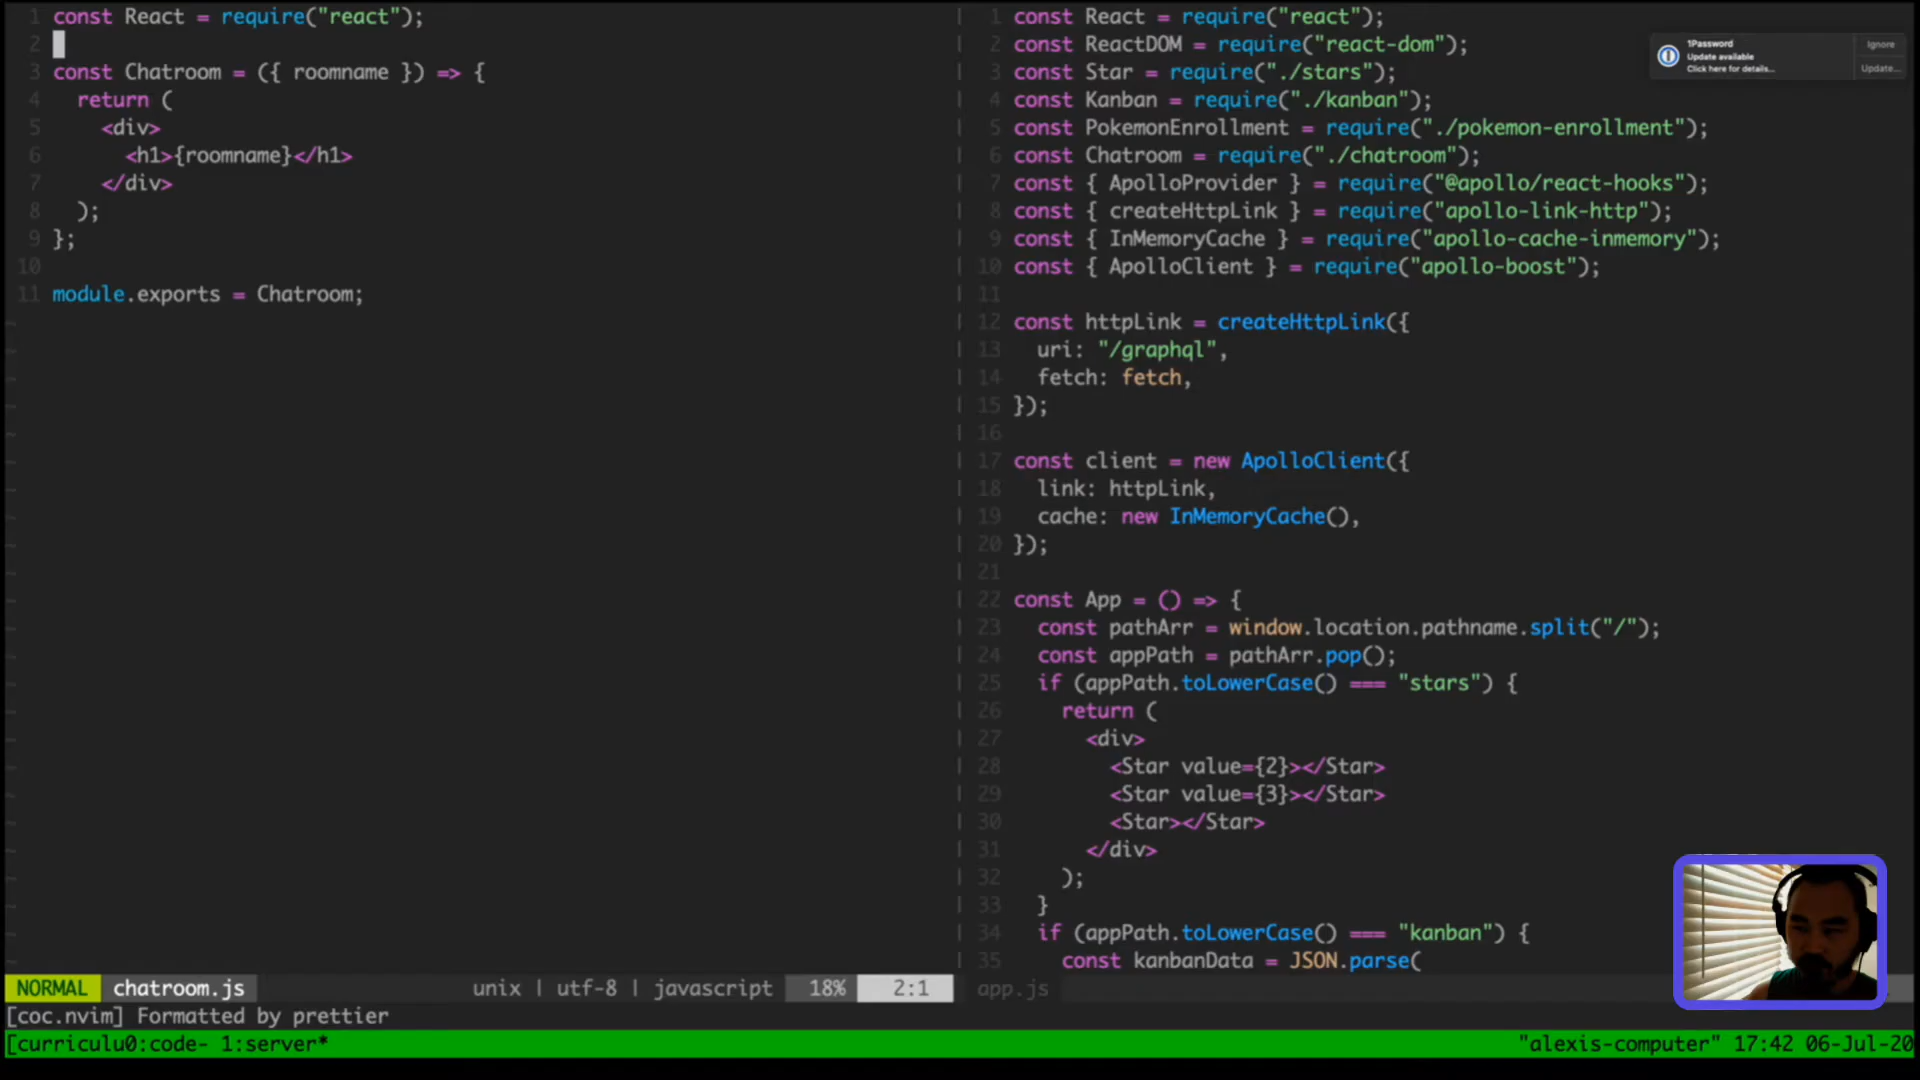 1 const React = require("react");
2
3 const Chatroom = ({ roomname }) => {
4 return (
5 <div>
6 <h1>{roomname}</h1>
7 </div>
8 );
9 };
10
11 module.exports = Chatroom;
NORMAL chatroom.js unix | utf-8 | javascript 18% 2:1
1 const React = require("react");
2 const ReactDOM = require("react-dom");
3 const Star = require("./stars");
4 const Kanban = require("./kanban");
5 const PokemonEnrollment = require("./pokemon-enrollment");
6 const Chatroom = require("./chatroom");
7 const { ApolloProvider } = require("@apollo/react-hooks");
8 const { createHttpLink } = require("apollo-link-http");
9 const { InMemoryCache } = require("apollo-cache-inmemory");
10 const { ApolloClient } = require("apollo-boost");
11
12 const httpLink = createHttpLink({
13 uri: "/graphql",
14 fetch: fetch,
15 });
16
17 const client = new ApolloClient({
18 link: httpLink,
19 cache: new InMemoryCache(),
20 });
21
22 const App = () => {
23 const pathArr = window.location.pathname.split("/");
24 const appPath = pathArr.pop();
25 if (appPath.toLowerCase() === "stars") {
26 return (
27 <div>
28 <Star value={2}></Star>
29 <Star value={3}></Star>
30 <Star></Star>
31 </div>
32 );
33 }
34 if (appPath.toLowerCase() === "kanban") {
35 const kanbanData = JSON.parse(
app.js
1Password
Update available
Click here for details...
Ignore
Update...
[coc.nvim] Formatted by prettier
[curriculu0:code- 1:server* "alexis-computer" 17:42 06-Jul-20